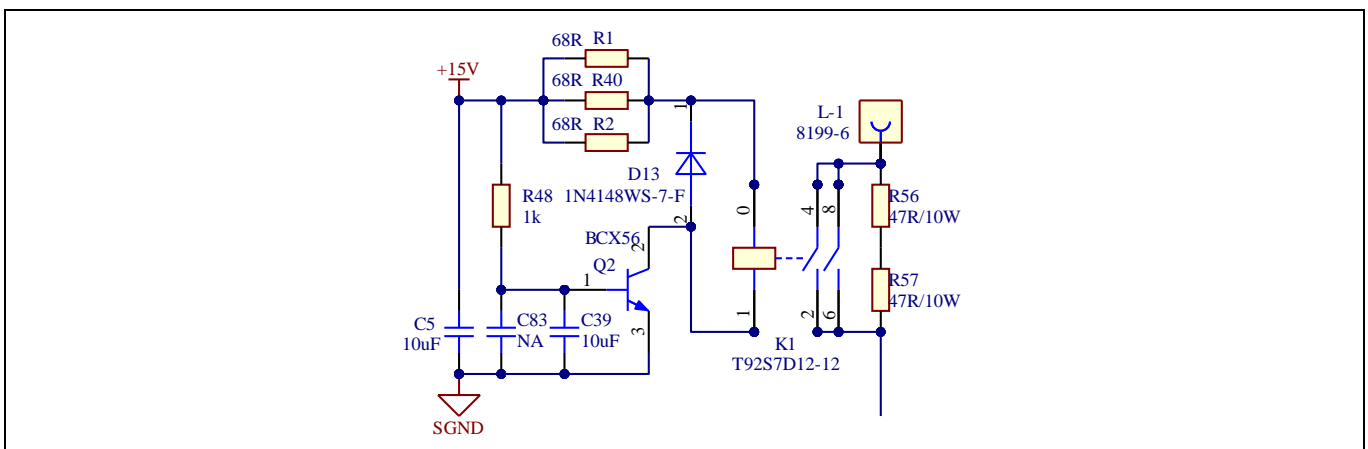 68R R1
+15V
68R R40
68R R2
1
L-1
8199-6
D13
1N4148WS-7-F
R48
1k
2
0
4
8
R56
47R/10W
BCX56
2
Q2
1
R57
47R/10W
C5
10uF
C83
NA
C39
10uF
3
1
2
6
K1
T92S7D12-12
SGND